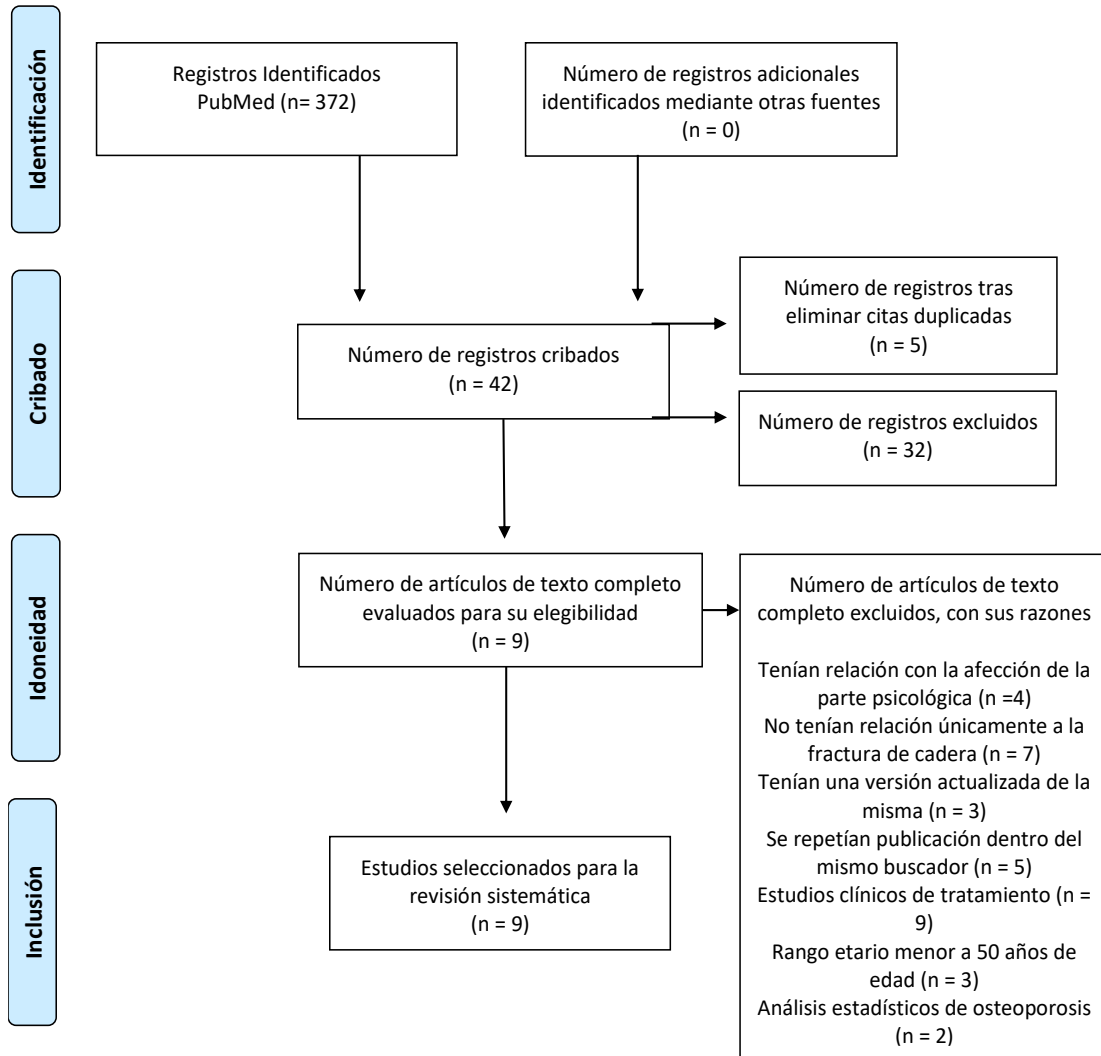 Identificación
Registros Identificados
PubMed (n= 372)
Número de registros adicionales
identificados mediante otras fuentes
(n = 0)
Cribado
Número de registros cribados
(n = 42)
Número de registros tras
eliminar citas duplicadas
(n = 5)
Número de registros excluidos
(n = 32)
Idoneidad
Número de artículos de texto completo
evaluados para su elegibilidad
(n = 9)
Número de artículos de texto
completo excluidos, con sus razones
Tenían relación con la afección de la
parte psicológica (n =4)
No tenían relación únicamente a la
fractura de cadera (n = 7)
Tenían una versión actualizada de la
misma (n = 3)
Se repetían publicación dentro del
mismo buscador (n = 5)
Estudios clínicos de tratamiento (n =
9)
Rango etario menor a 50 años de
edad (n = 3)
Análisis estadísticos de osteoporosis
(n = 2)
Inclusión
Estudios seleccionados para la
revisión sistemática
(n = 9)